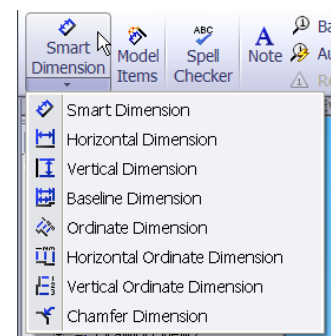 Smart
Dimension
Model
Items
ABC
Spell
Checker
A
Note
Smart Dimension
Horizontal Dimension
Vertical Dimension
Baseline Dimension
Ordinate Dimension
Horizontal Ordinate Dimension
Vertical Ordinate Dimension
Chamfer Dimension